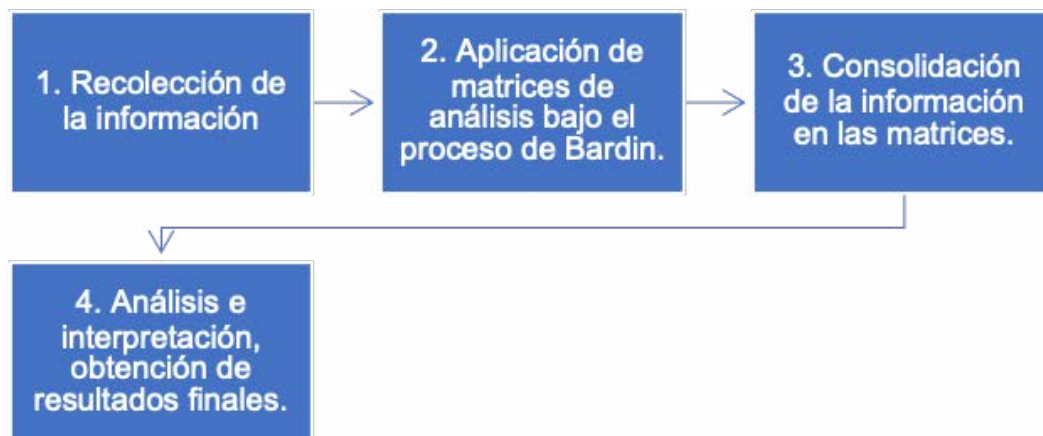 1. Recolección de
la información
2. Aplicación de
matrices de
análisis bajo el
proceso de Bardin.
3. Consolidación
de la información
en las matrices.
4. Análisis e
interpretación,
obtención de
resultados finales.